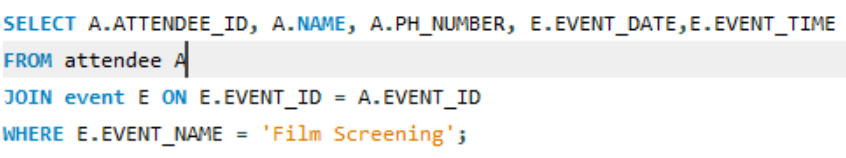 SELECT A.ATTENDEE_ID, A.NAME, A.PH_NUMBER, E.EVENT_DATE,E.EVENT_TIME
FROM attendee A
JOIN event E ON E.EVENT_ID = A.EVENT_ID
WHERE E.EVENT_NAME = 'Film Screening';